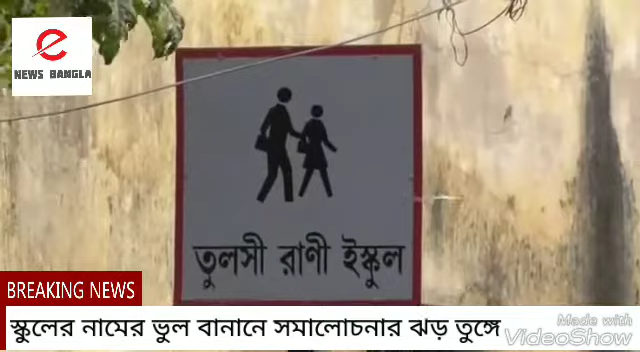 e
NEWS BANGLA
তুলসী রাণী ইস্কুল
BREAKING NEWS
স্কুলের নামের ভুল বানানে সমালোচনার ঝড় তুঙ্গে
Made with
VideoShow